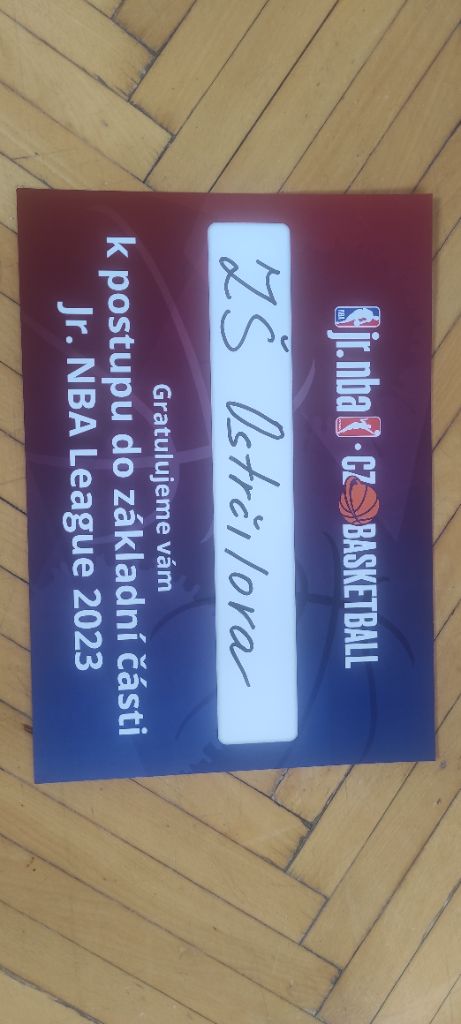 jr.nba · CZ BASKETBALL
ZŠ Ostrčilova
Gratulujeme vám
k postupu do základní části
Jr. NBA League 2023